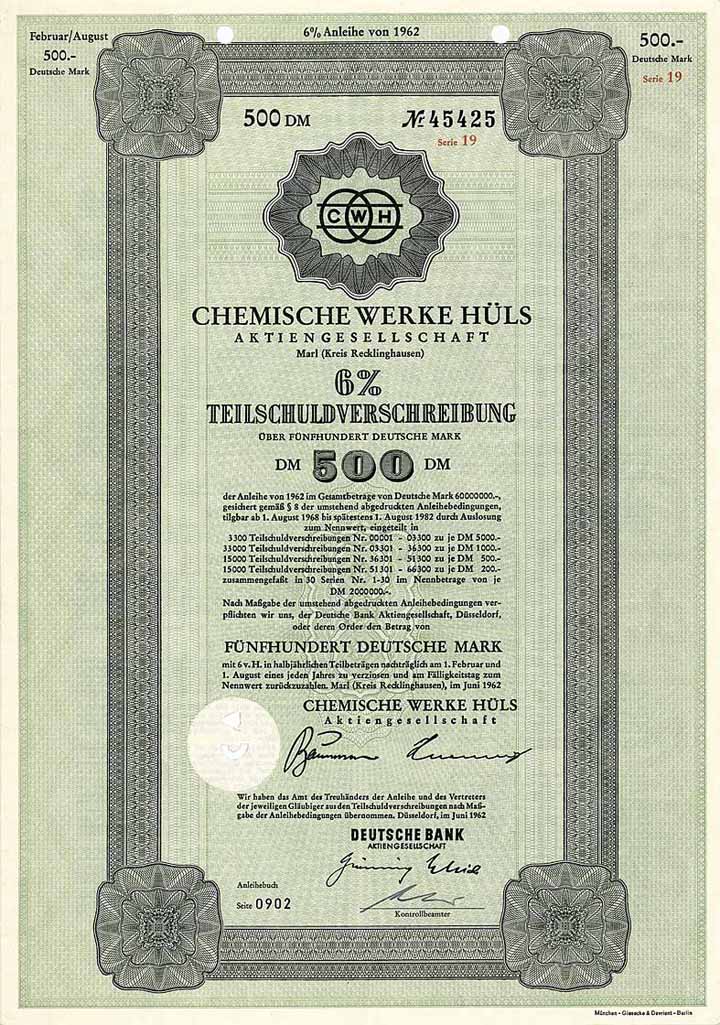 Februar/August
500.-
Deutsche Mark
6% Anleihe von 1962
500.-
Deutsche Mark
Serie 19
500 DM
Nr. 45425
Serie 19
C W H
CHEMISCHE WERKE HÜLS
AKTIENGESELLSCHAFT
Marl (Kreis Recklinghausen)
6%
TEILSCHULDVERSCHREIBUNG
ÜBER FÜNFHUNDERT DEUTSCHE MARK
DM 500 DM
der Anleihe von 1962 im Gesamtbetrage von Deutsche Mark 60000000.-,
gesichert gemäß § 8 der umstehend abgedruckten Anleihebedingungen,
tilgbar ab 1. August 1968 bis spätestens 1. August 1982 durch Auslosung
zum Nennwert, eingeteilt in
3300 Teilschuldverschreibungen Nr. 00001 - 03300 zu je DM 5000.-
33000 Teilschuldverschreibungen Nr. 03301 - 36300 zu je DM 1000.-
15000 Teilschuldverschreibungen Nr. 36301 - 51300 zu je DM 500.-
15000 Teilschuldverschreibungen Nr. 51301 - 66300 zu je DM 200.-
zusammengefaßt in 30 Serien Nr. 1-30 im Nennbetrage von je
DM 2000000.-.
Nach Maßgabe der umstehend abgedruckten Anleihebedingungen ver-
pflichten wir uns, der Deutsche Bank Aktiengesellschaft, Düsseldorf,
oder deren Order den Betrag von
FÜNFHUNDERT DEUTSCHE MARK
mit 6 v. H. in halbjährlichen Teilbeträgen nachträglich am 1. Februar und
1. August eines jeden Jahres zu verzinsen und am Fälligkeitstag zum
Nennwert zurückzuzahlen. Marl (Kreis Recklinghausen), im Juni 1962
CHEMISCHE WERKE HÜLS
Aktiengesellschaft
Wir haben das Amt des Treuhänders der Anleihe und des Vertreters
der jeweiligen Gläubiger aus den Teilschuldverschreibungen nach Maß-
gabe der Anleihebedingungen übernommen. Düsseldorf, im Juni 1962
DEUTSCHE BANK
AKTIENGESELLSCHAFT
Anleihebuch
Seite 0902
Kontrollbeamter
München - Giesecke & Devrient - Berlin